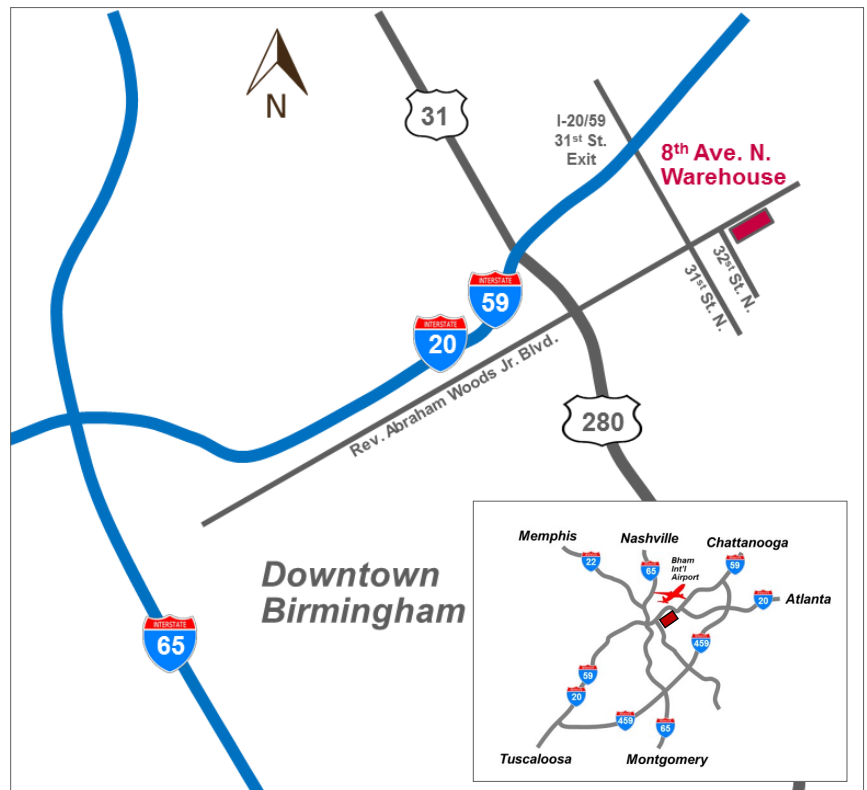 N
31
I-20/59
31st St.
Exit
8th Ave. N.
Warehouse
32st St. N.
31st St. N.
INTERSTATE
59
INTERSTATE
20
Rev. Abraham Woods Jr. Blvd.
280
Downtown
Birmingham
INTERSTATE
65
Memphis
Nashville
Chattanooga
Bham
Int'l
Airport
22
65
59
20
Atlanta
459
59
20
459
65
Tuscaloosa
Montgomery